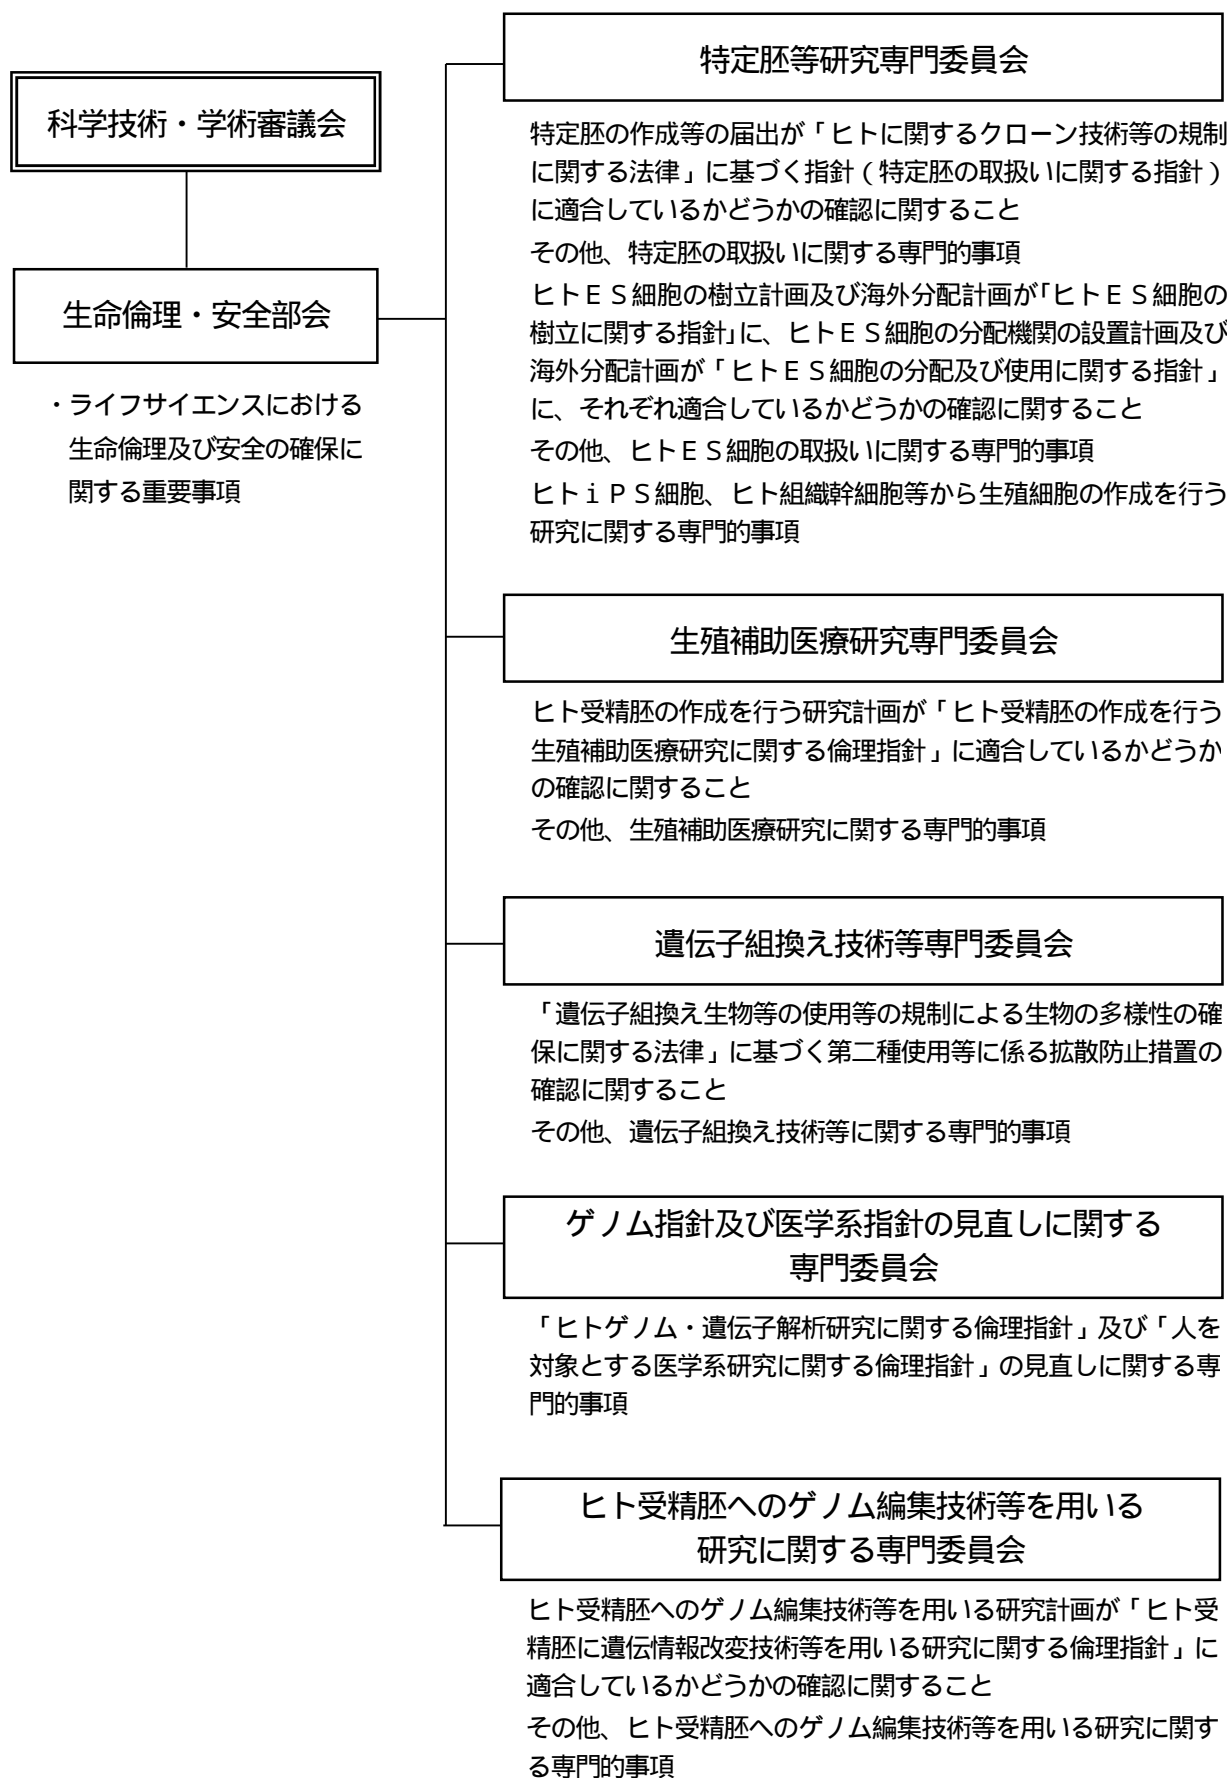 科学技術・学術審議会
生命倫理・安全部会
・ライフサイエンスにおける
生命倫理及び安全の確保に
関する重要事項
特定胚等研究専門委員会
特定胚の作成等の届出が「ヒトに関するクローン技術等の規制
に関する法律」に基づく指針(特定胚の取扱いに関する指針)
に適合しているかどうかの確認に関すること
その他、特定胚の取扱いに関する専門的事項
ヒトES細胞の樹立計画及び海外分配計画が「ヒトES細胞の
樹立に関する指針」に、ヒトES細胞の分配機関の設置計画及び
海外分配計画が「ヒトES細胞の分配及び使用に関する指針」
に、それぞれ適合しているかどうかの確認に関すること
その他、ヒトES細胞の取扱いに関する専門的事項
ヒトiPS細胞、ヒト組織幹細胞等から生殖細胞の作成を行う
研究に関する専門的事項
生殖補助医療研究専門委員会
ヒト受精胚の作成を行う研究計画が「ヒト受精胚の作成を行う
生殖補助医療研究に関する倫理指針」に適合しているかどうか
の確認に関すること
その他、生殖補助医療研究に関する専門的事項
遺伝子組換え技術等専門委員会
「遺伝子組換え生物等の使用等の規制による生物の多様性の確
保に関する法律」に基づく第二種使用等に係る拡散防止措置の
確認に関すること
その他、遺伝子組換え技術等に関する専門的事項
ゲノム指針及び医学系指針の見直しに関する
専門委員会
「ヒトゲノム・遺伝子解析研究に関する倫理指針」及び「人を
対象とする医学系研究に関する倫理指針」の見直しに関する専
門的事項
ヒト受精胚へのゲノム編集技術等を用いる
研究に関する専門委員会
ヒト受精胚へのゲノム編集技術等を用いる研究計画が「ヒト受
精胚に遺伝情報改変技術等を用いる研究に関する倫理指針」に
適合しているかどうかの確認に関すること
その他、ヒト受精胚へのゲノム編集技術等を用いる研究に関す
る専門的事項